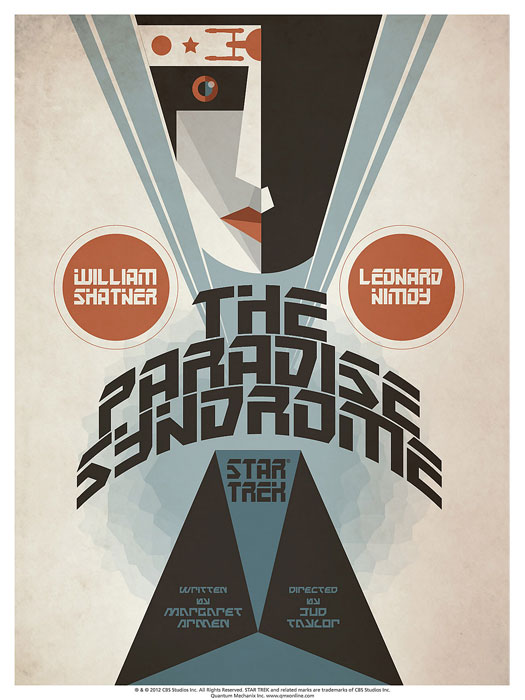 WILLIAM
SHATNER
LEONARD
NIMOY
THE
PARADISE
SYNDROME
STAR®
TREK
WRITTEN
BY
MARGARET
ARMEN
DIRECTED
BY
JUD
TAYLOR
® & © 2012 CBS Studios Inc. All Rights Reserved. STAR TREK and related marks are trademarks of CBS Studios Inc.
Quantum Mechanix Inc. www.qmxonline.com